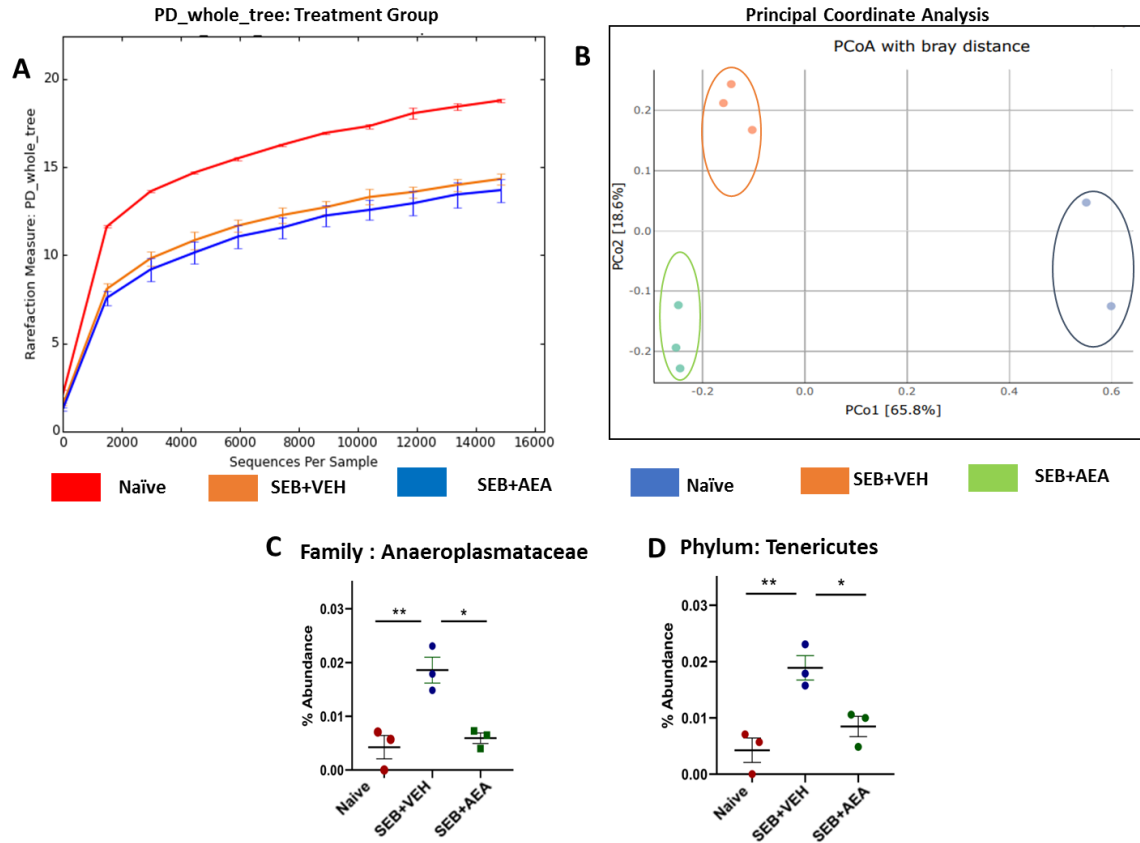 PD_whole_tree: Treatment Group
A
20
15
10
5
0
Rarefaction Measure: PD_whole_tree
0 2000 4000 6000 8000 10000 12000 14000 16000
Sequences Per Sample
Naïve SEB+VEH SEB+AEA
Principal Coordinate Analysis
B
PCoA with bray distance
0.2
0.1
0.0
-0.1
-0.2
PCo2 [18.6%]
-0.2 0.0 0.2 0.4 0.6
PCo1 [65.8%]
Naïve SEB+VEH SEB+AEA
C Family : Anaeroplasmataceae
** *
0.03
0.02
0.01
0.00
% Abundance
Naive SEB+VEH SEB+AEA
D Phylum: Tenericutes
** *
0.03
0.02
0.01
0.00
% Abundance
Naive SEB+VEH SEB+AEA